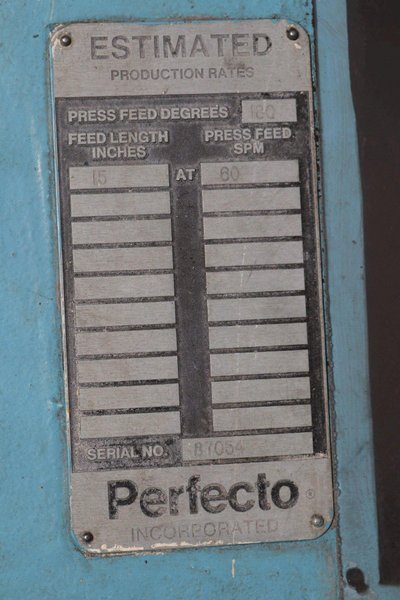 ESTIMATED
PRODUCTION RATES
PRESS FEED DEGREES 180
FEED LENGTH INCHES
PRESS FEED SPM
15 AT 60
SERIAL NO. 87054
Perfecto®
INCORPORATED